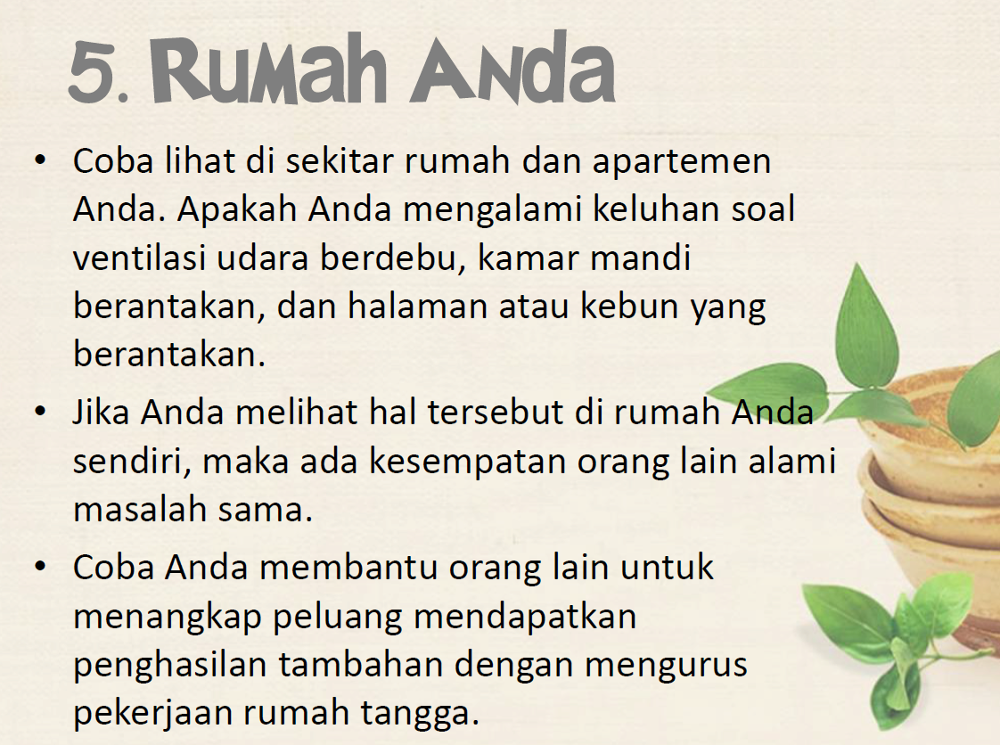 5. Rumah Anda
• Coba lihat di sekitar rumah dan apartemen
Anda. Apakah Anda mengalami keluhan soal
ventilasi udara berdebu, kamar mandi
berantakan, dan halaman atau kebun yang
berantakan.
• Jika Anda melihat hal tersebut di rumah Anda
sendiri, maka ada kesempatan orang lain alami
masalah sama.
• Coba Anda membantu orang lain untuk
menangkap peluang mendapatkan
penghasilan tambahan dengan mengurus
pekerjaan rumah tangga.